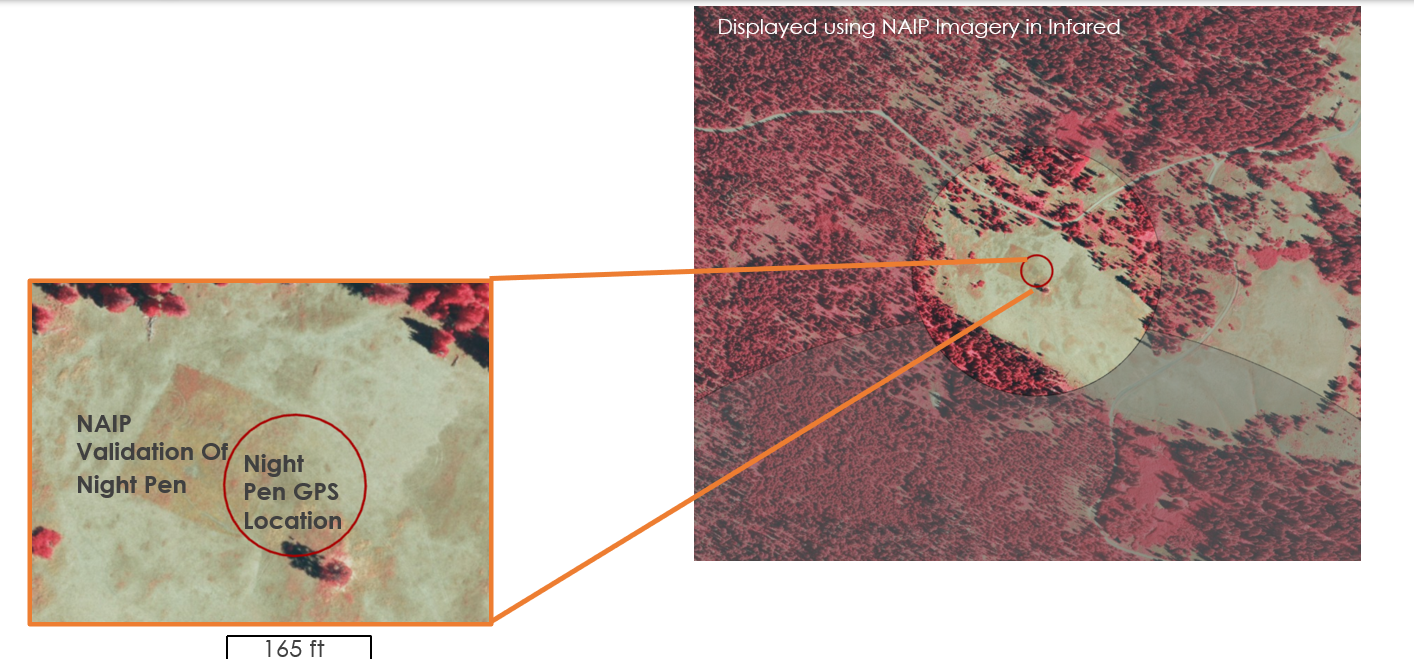 Displayed using NAIP Imagery in Infared
NAIP
Validation Of
Night Pen
Night
Pen GPS
Location
165 ft